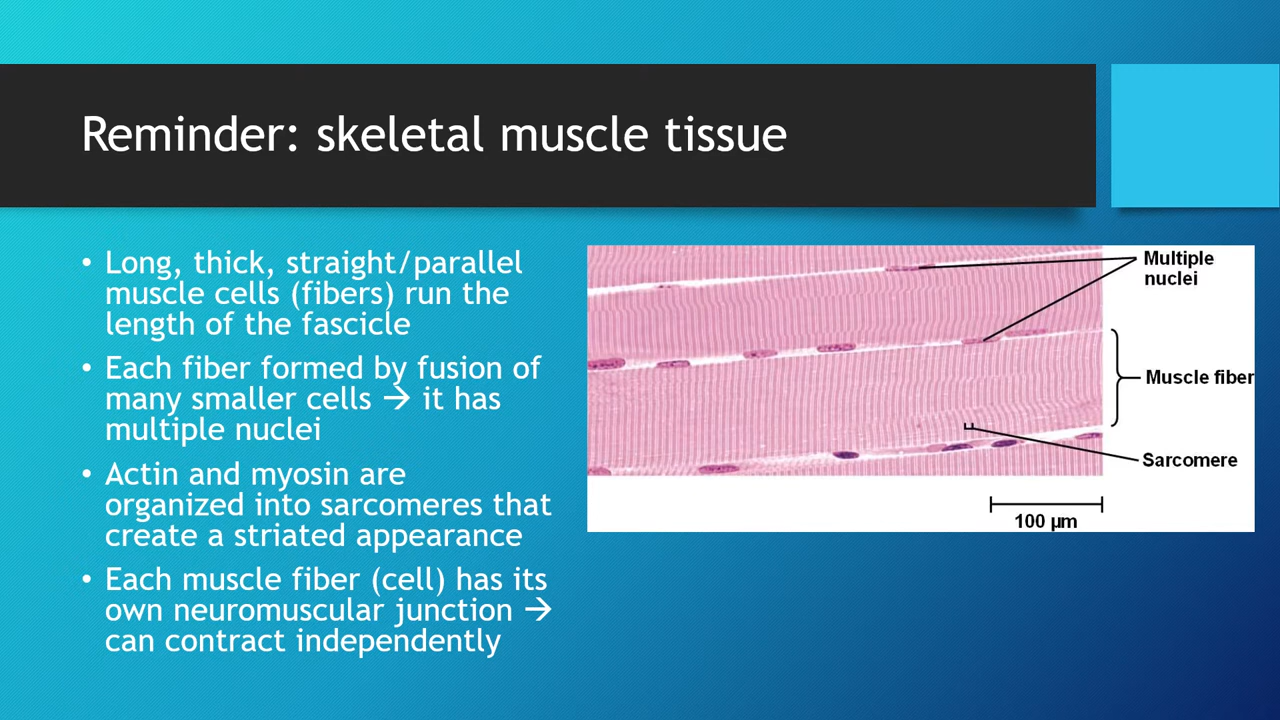 Reminder: skeletal muscle tissue
• Long, thick, straight/parallel
muscle cells (fibers) run the
length of the fascicle
• Each fiber formed by fusion of
many smaller cells → it has
multiple nuclei
• Actin and myosin are
organized into sarcomeres that
create a striated appearance
• Each muscle fiber (cell) has its
own neuromuscular junction →
can contract independently
Multiple
nuclei
Muscle fiber
Sarcomere
100 µm